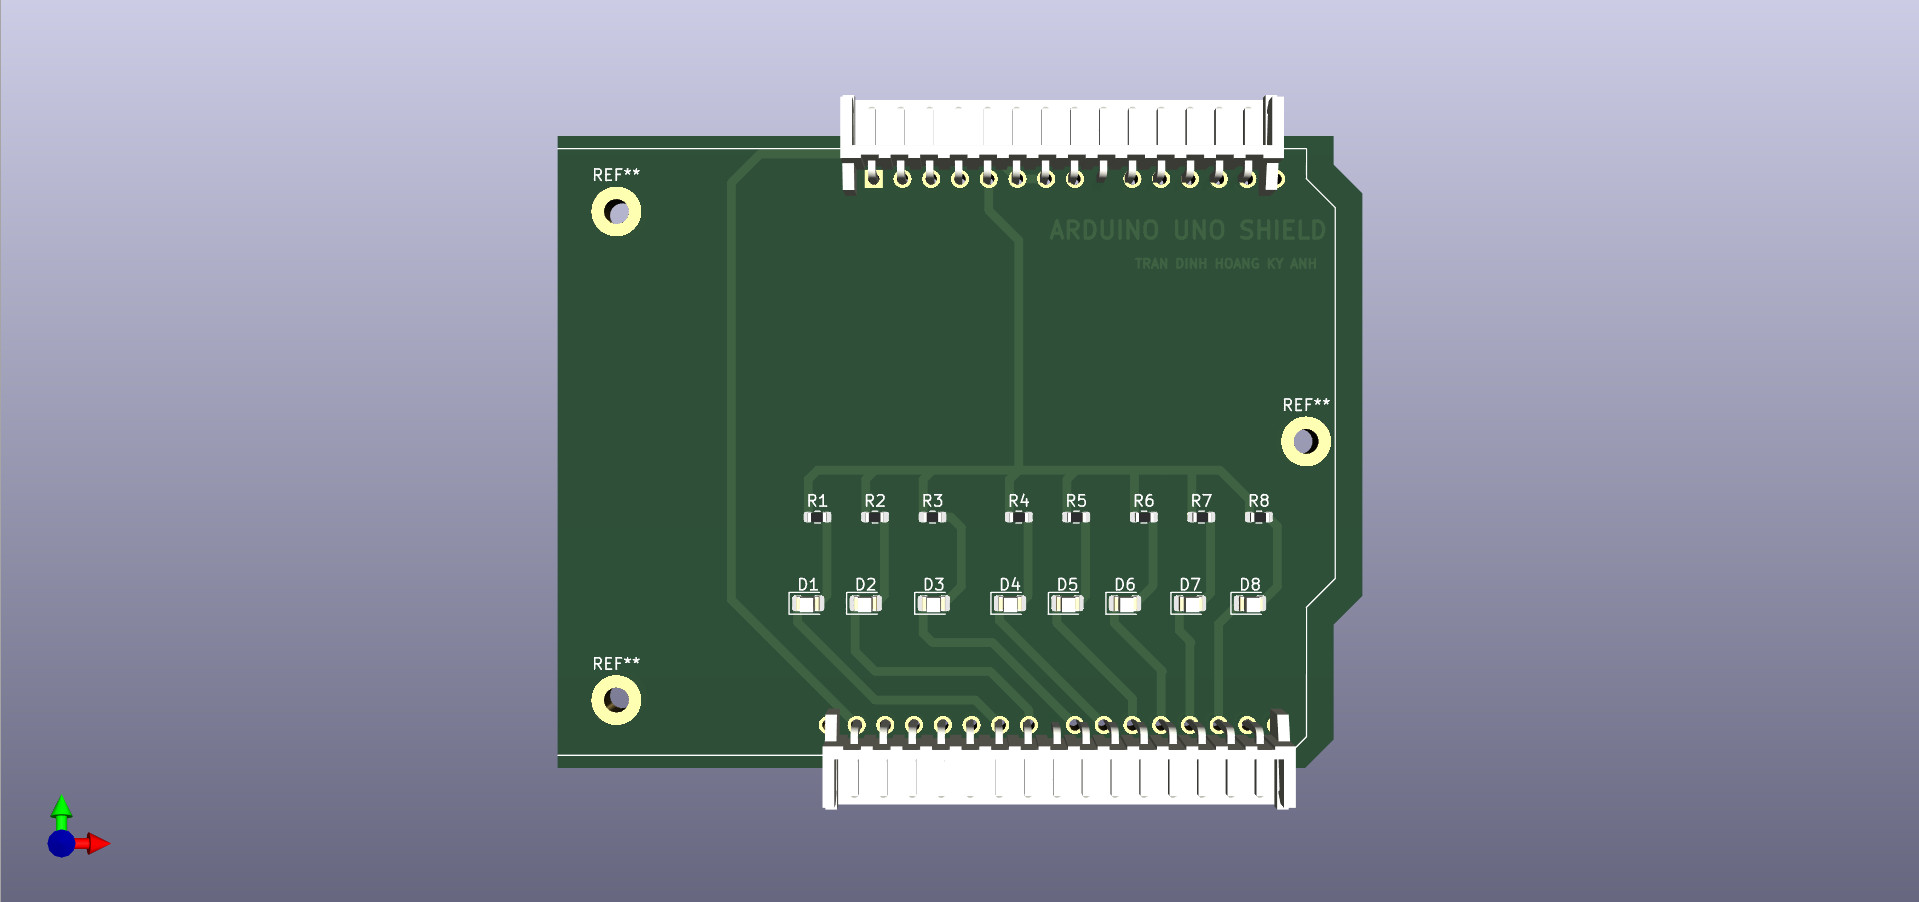 REF**
ARDUINO UNO SHIELD
TRAN DINH HOANG KY ANH
REF**
R1 R2 R3 R4 R5 R6 R7 R8
D1 D2 D3 D4 D5 D6 D7 D8
REF**